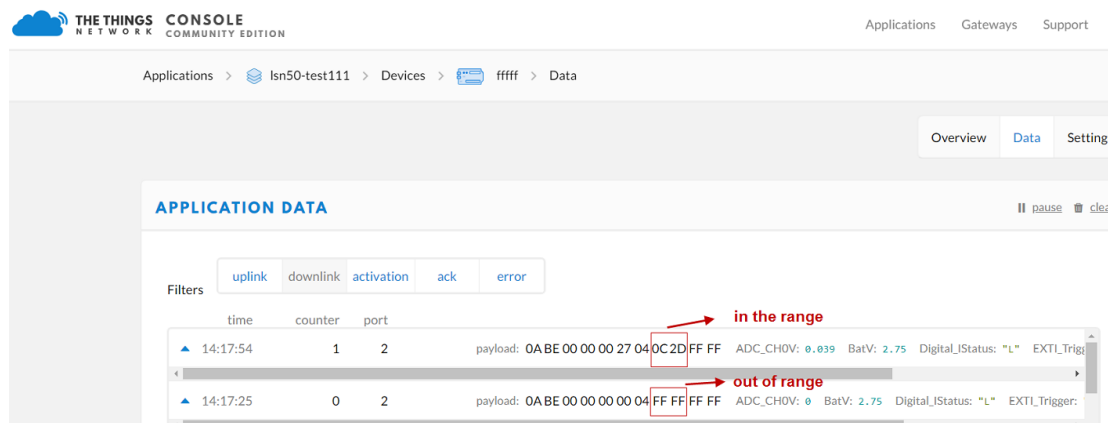 THE THINGS NETWORK CONSOLE COMMUNITY EDITION
Applications Gateways Support
Applications > lsn50-test111 > Devices > fffff > Data
Overview Data Setting
APPLICATION DATA
pause clea
Filters uplink downlink activation ack error
time counter port
in the range
14:17:54 1 2 payload: 0A BE 00 00 00 27 04 0C 2D FF FF ADC_CH0V: 0.039 BatV: 2.75 Digital_IStatus: "L" EXTI_Trigg
out of range
14:17:25 0 2 payload: 0A BE 00 00 00 00 04 FF FF FF FF ADC_CH0V: 0 BatV: 2.75 Digital_IStatus: "L" EXTI_Trigger: